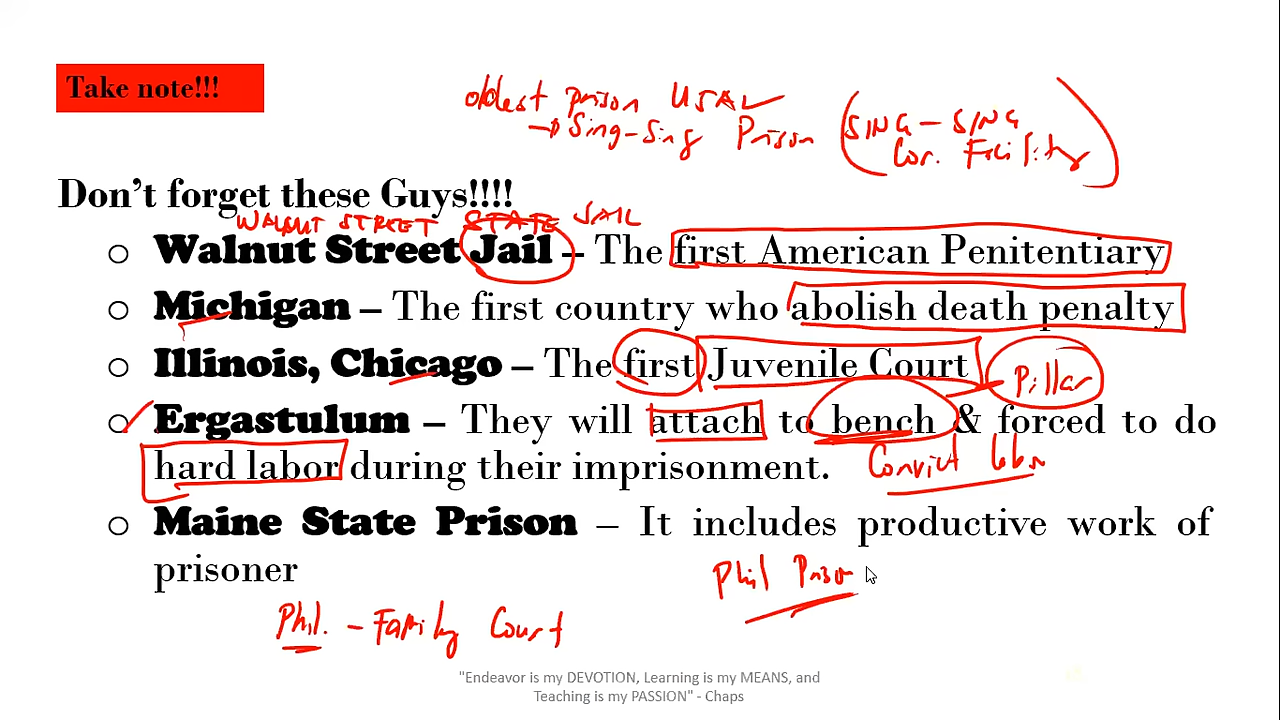 Take note!!!
oldest prison USA
→ Sing-Sing Prison (SING-SING
Cor. Facility)
Don't forget these Guys!!!!
WALNUT STREET STATE JAIL
○ Walnut Street Jail – The first American Penitentiary
○ Michigan – The first country who abolish death penalty
○ Illinois, Chicago – The first Juvenile Court
Pillar
○ Ergastulum – They will attach to bench & forced to do
hard labor during their imprisonment.
Convict
○ Maine State Prison – It includes productive work of
prisoner
Phil Prison
Phil. - Family Court
"Endeavor is my DEVOTION, Learning is my MEANS, and
Teaching is my PASSION" - Chaps